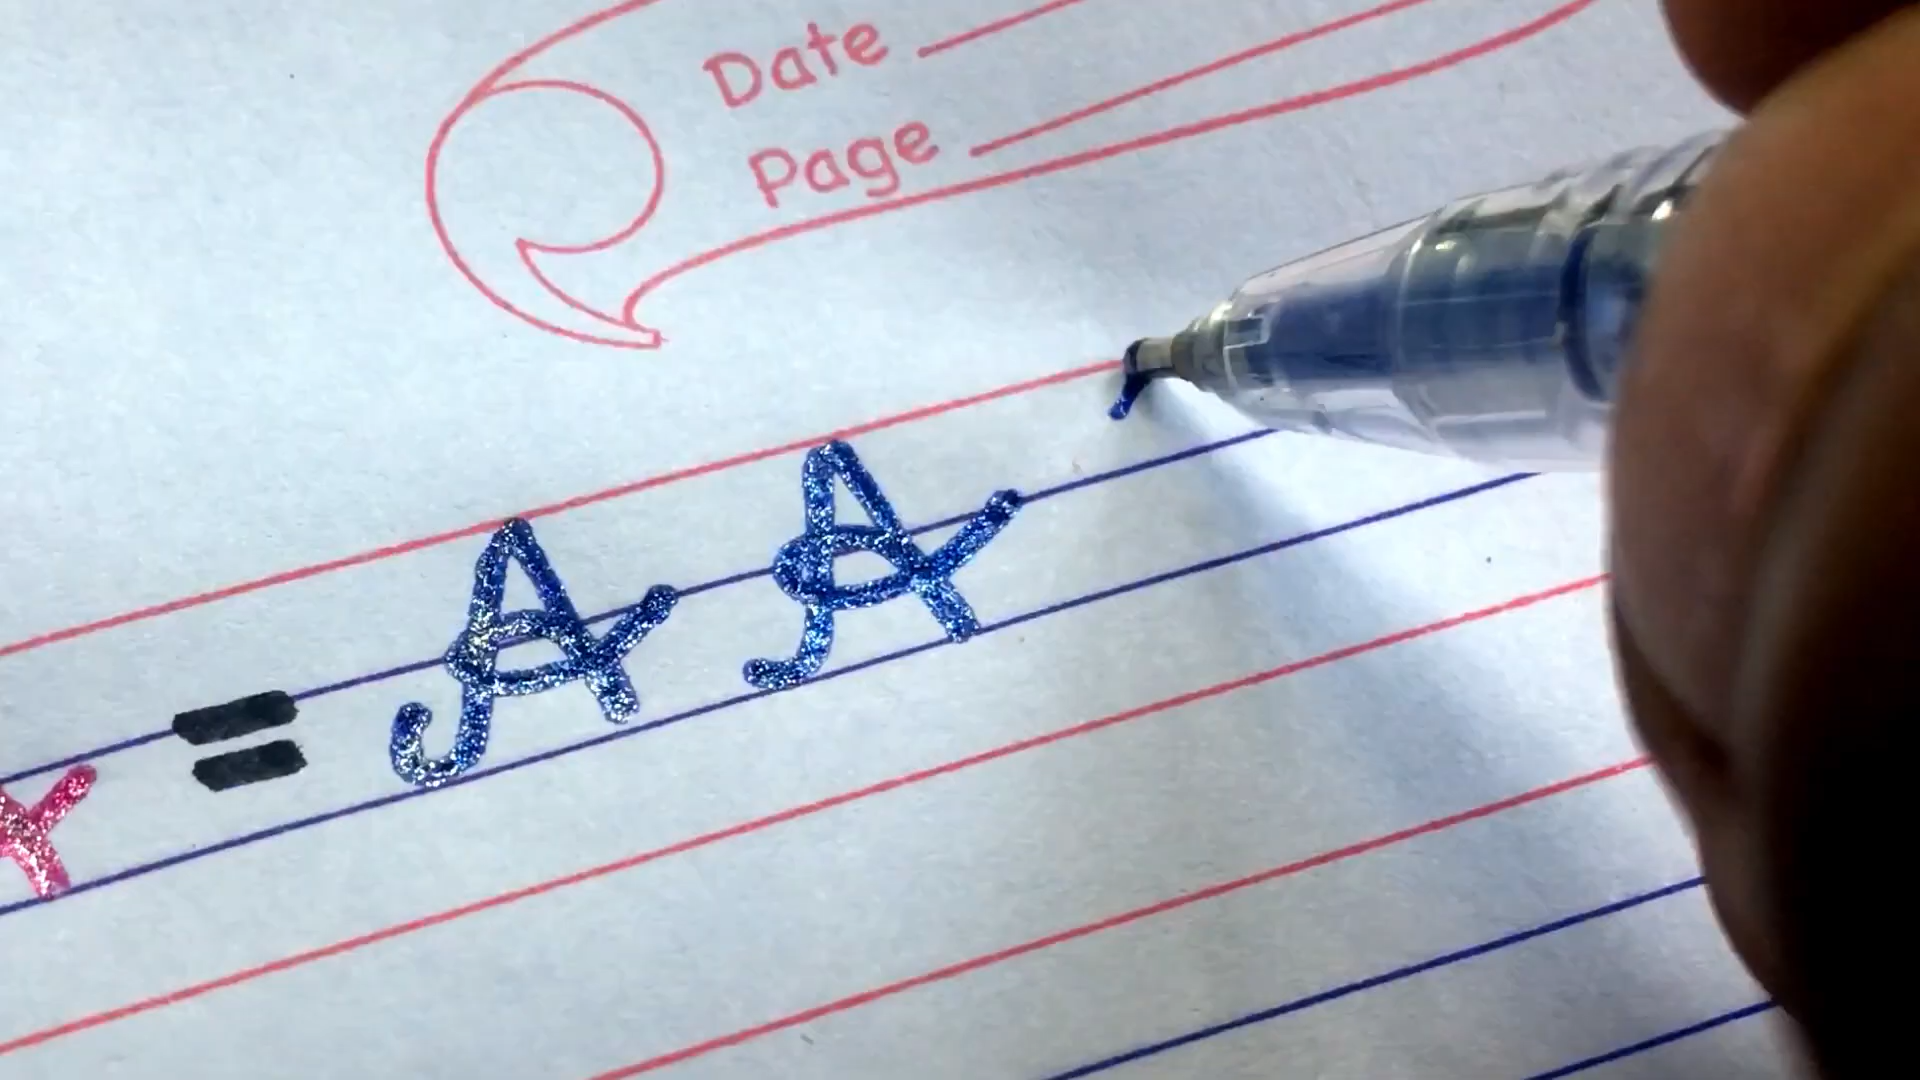 Date
Page
= A A